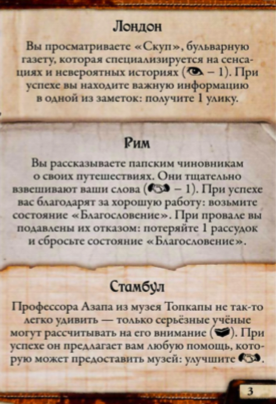 Лондон
Вы просматриваете «Скуп», бульварную
газету, которая специализируется на сенса-
циях и невероятных историях ( – 1). При
успехе вы находите важную информацию
в одной из заметок: получите 1 улику.
Рим
Вы рассказываете папским чиновникам
о своих путешествиях. Они тщательно
взвешивают ваши слова ( – 1). При успехе
вас благодарят за хорошую работу: возьмите
состояние «Благословение». При провале вы
подавлены их отказом: потеряйте 1 рассудок
и сбросьте состояние «Благословение».
Стамбул
Профессора Азапа из музея Топкапы не так-то
легко удивить — только серьёзные учёные
могут рассчитывать на его внимание ( ). При
успехе он предлагает вам любую помощь, кото-
рую может предоставить музей: улучшите .
3